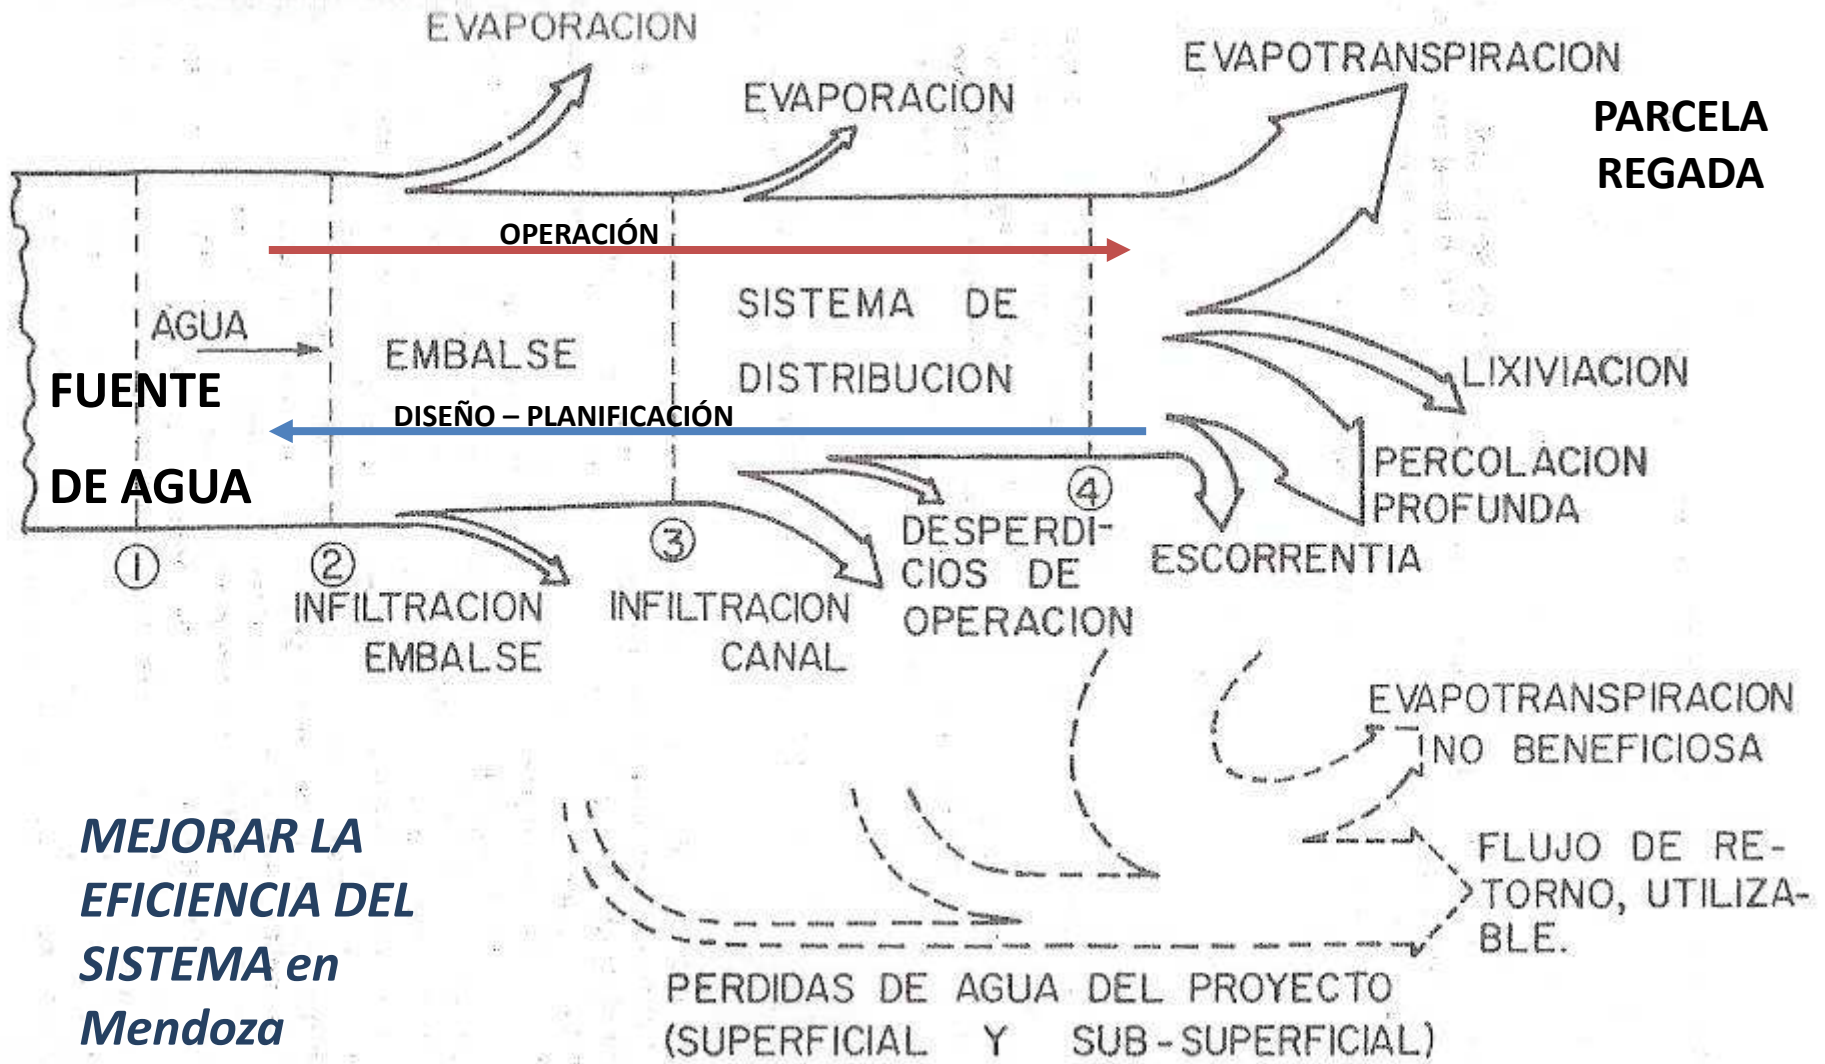 EVAPORACION
EVAPORACION
EVAPOTRANSPIRACION
PARCELA
REGADA
OPERACIÓN
AGUA
EMBALSE
SISTEMA DE
DISTRIBUCION
FUENTE
DE AGUA
DISEÑO – PLANIFICACIÓN
LIXIVIACION
PERCOLACION
PROFUNDA
ESCORRENTIA
①
②
③
④
INFILTRACION
EMBALSE
INFILTRACION
CANAL
DESPERDI-
CIOS DE
OPERACION
EVAPOTRANSPIRACION
NO BENEFICIOSA
FLUJO DE RE-
TORNO, UTILIZA-
BLE.
MEJORAR LA
EFICIENCIA DEL
SISTEMA en
Mendoza
PERDIDAS DE AGUA DEL PROYECTO
(SUPERFICIAL Y SUB-SUPERFICIAL)